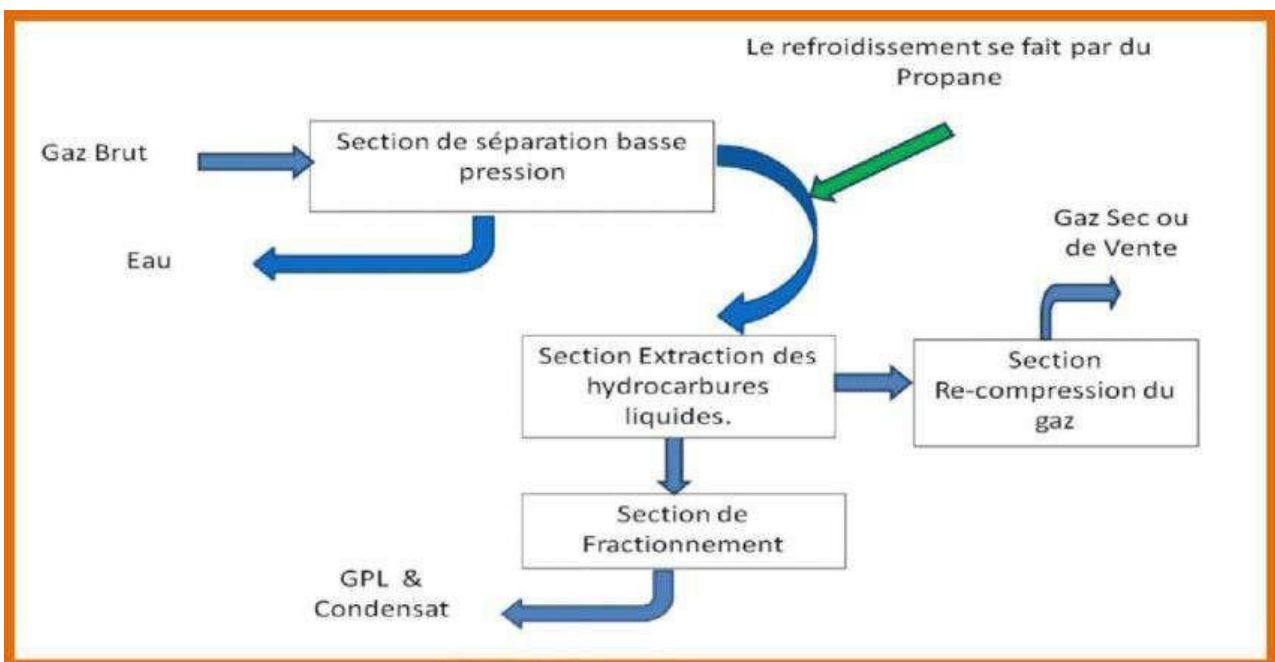 Le refroidissement se fait par du
Propane
Gaz Brut
Section de séparation basse
pression
Eau
Gaz Sec ou
de Vente
Section Extraction des
hydrocarbures
liquides.
Section
Re-compression du
gaz
Section de
Fractionnement
GPL &
Condensat